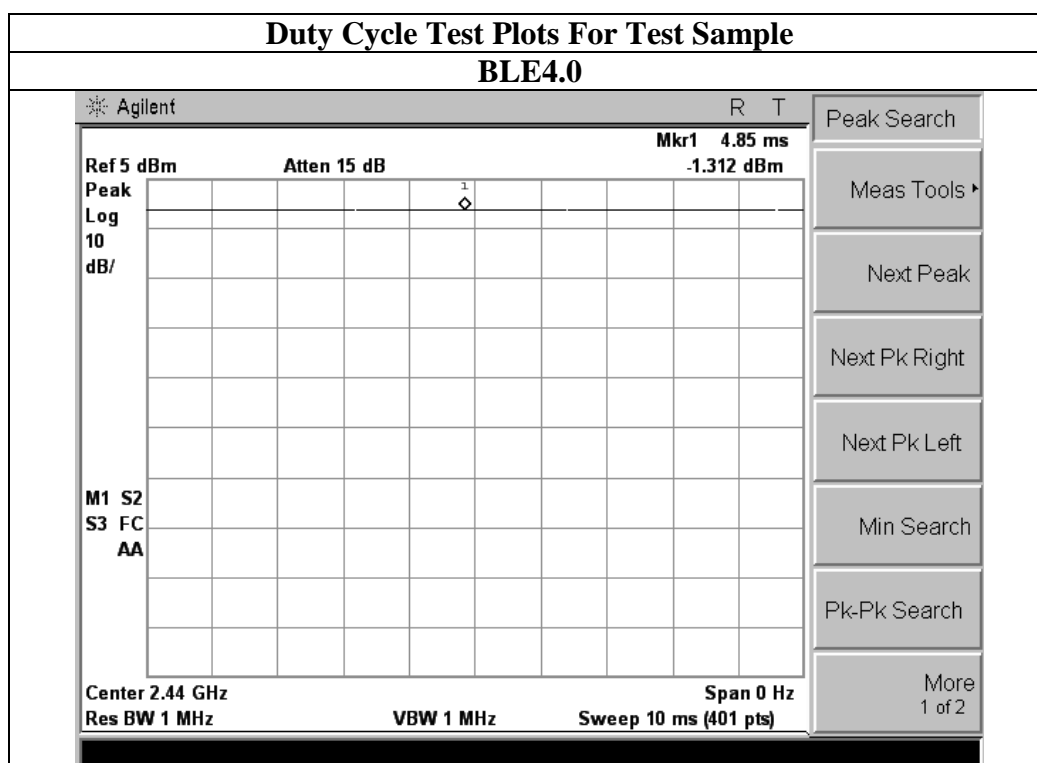 Duty Cycle Test Plots For Test Sample
BLE4.0
Agilent R T
Peak Search
Mkr1 4.85 ms
Ref 5 dBm Atten 15 dB -1.312 dBm
Peak
Log
10
dB/
1
Meas Tools
Next Peak
Next Pk Right
Next Pk Left
M1 S2
S3 FC
AA
Min Search
Pk-Pk Search
Center 2.44 GHz Span 0 Hz
Res BW 1 MHz VBW 1 MHz Sweep 10 ms (401 pts)
More
1 of 2